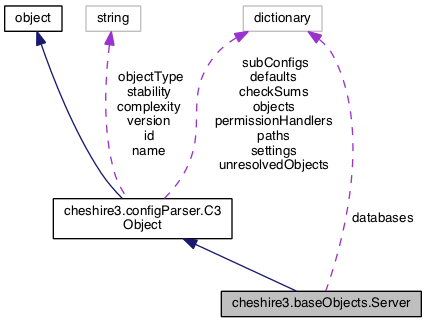 object
string
dictionary
objectType
stability
complexity
version
id
name
subConfigs
defaults
checkSums
objects
permissionHandlers
paths
settings
unresolvedObjects
cheshire3.configParser.C3
Object
databases
cheshire3.baseObjects.Server